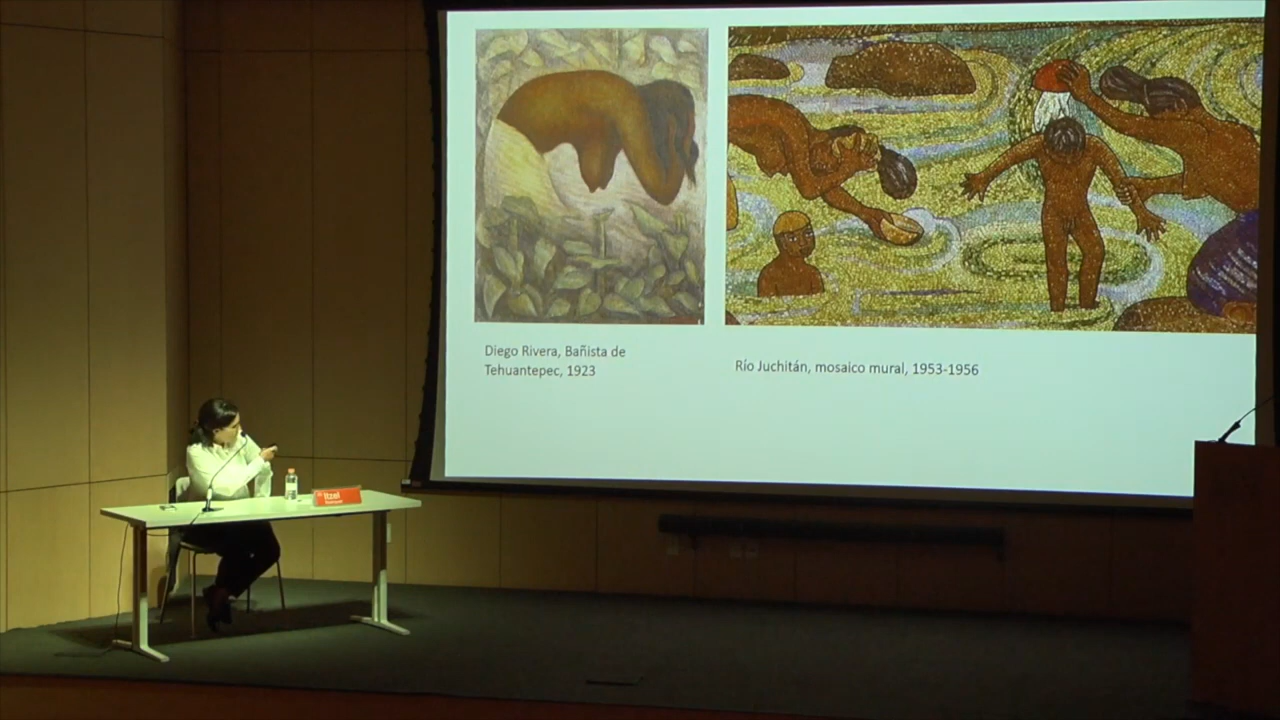 Diego Rivera, Bañista de
Tehuantepec, 1923
Río Juchitán, mosaico mural, 1953-1956
Itzel